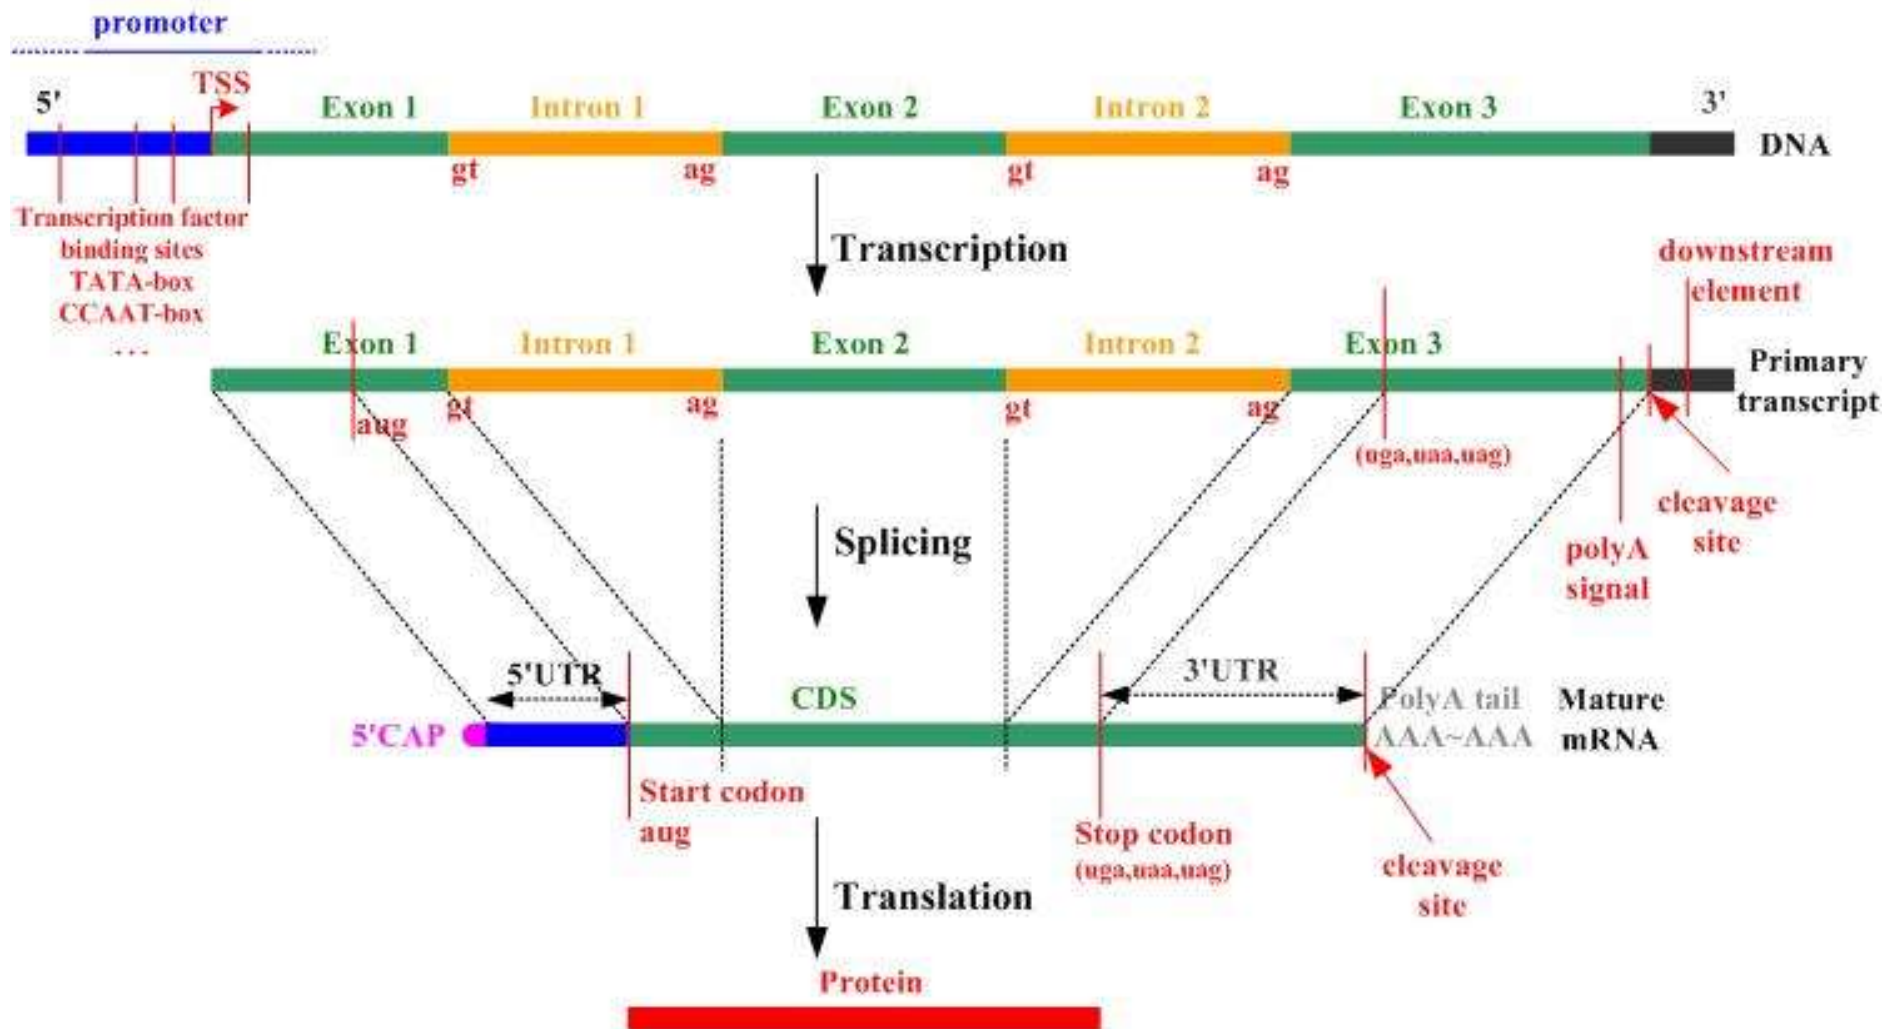 promoter
5' TSS Exon 1 Intron 1 Exon 2 Intron 2 Exon 3 3'
DNA
gt ag gt ag
Transcription factor
binding sites
TATA-box
CCAAT-box
...
Transcription
downstream
element
Exon 1 Intron 1 Exon 2 Intron 2 Exon 3
Primary
transcript
aug gt ag gt ag
(uga,uaa,uag)
cleavage
site
polyA
signal
Splicing
5'UTR CDS 3'UTR
PolyA tail
AAA~AAA
Mature
mRNA
5'CAP
Start codon
aug
Stop codon
(uga,uaa,uag)
cleavage
site
Translation
Protein